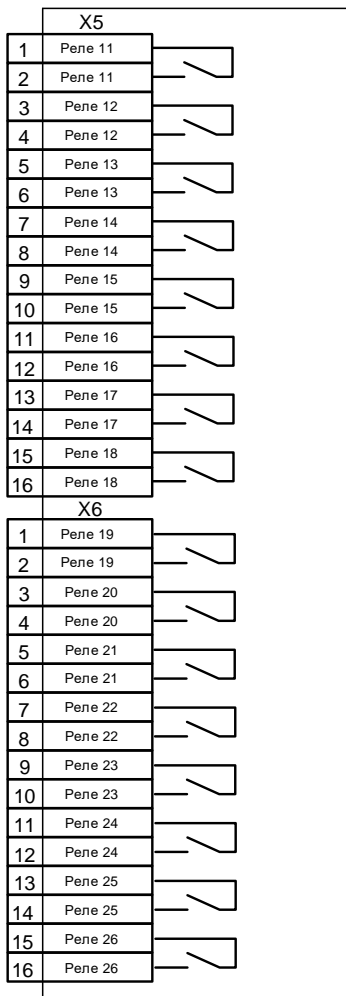 X5
1 Реле 11
2 Реле 11
3 Реле 12
4 Реле 12
5 Реле 13
6 Реле 13
7 Реле 14
8 Реле 14
9 Реле 15
10 Реле 15
11 Реле 16
12 Реле 16
13 Реле 17
14 Реле 17
15 Реле 18
16 Реле 18
X6
1 Реле 19
2 Реле 19
3 Реле 20
4 Реле 20
5 Реле 21
6 Реле 21
7 Реле 22
8 Реле 22
9 Реле 23
10 Реле 23
11 Реле 24
12 Реле 24
13 Реле 25
14 Реле 25
15 Реле 26
16 Реле 26